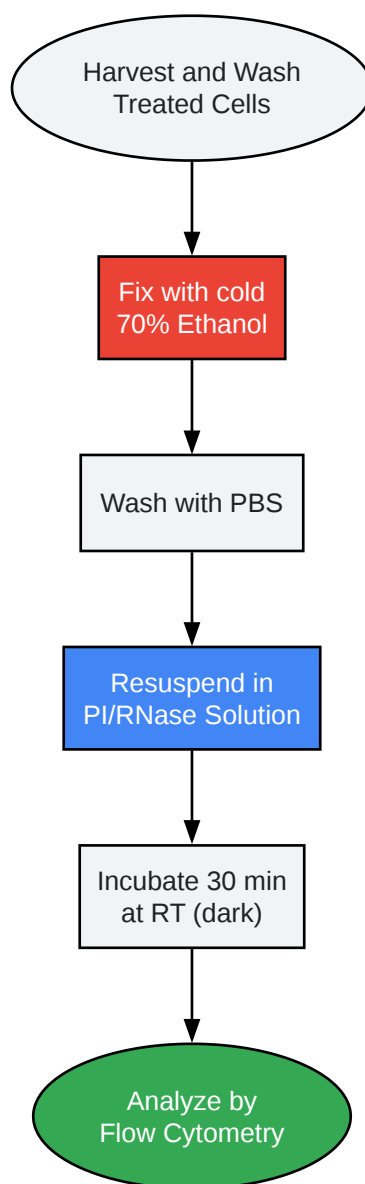 Harvest and Wash
Treated Cells
Fix with cold
70% Ethanol
Wash with PBS
Resuspend in
PI/RNase Solution
Incubate 30 min
at RT (dark)
Analyze by
Flow Cytometry